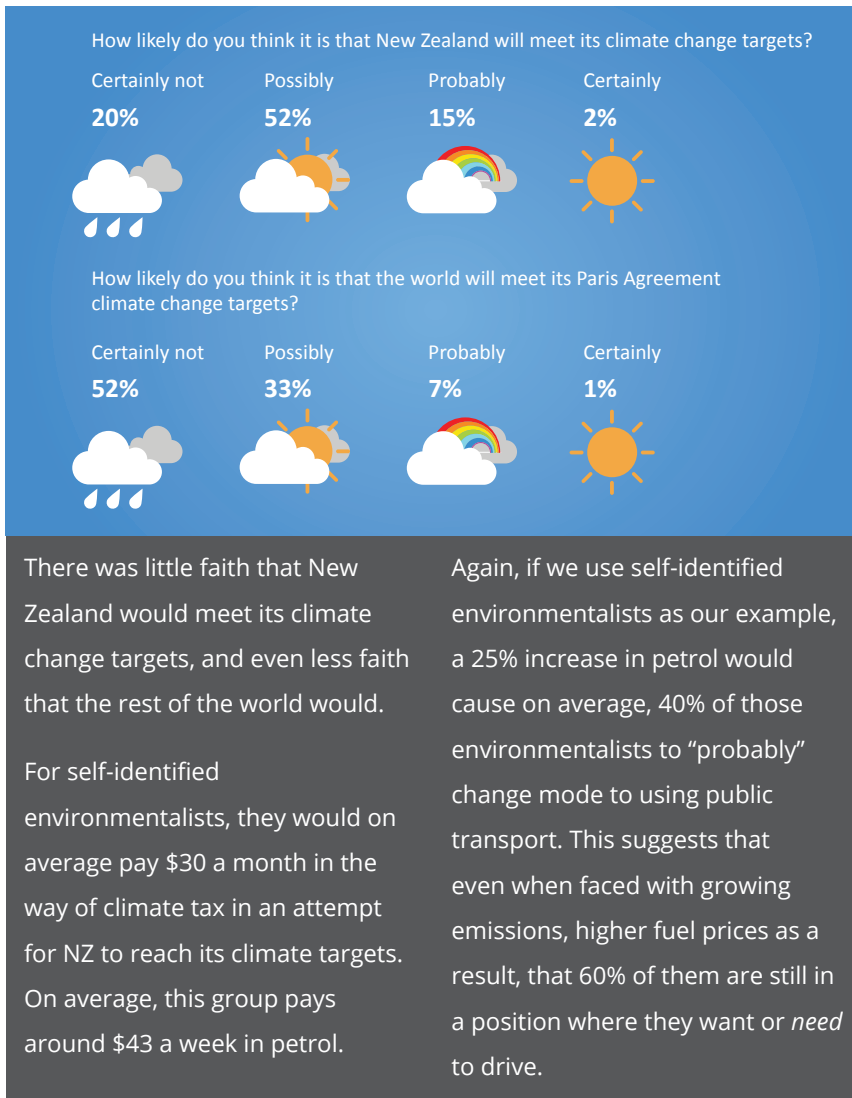 How likely do you think it is that New Zealand will meet its climate change targets?
Certainly not Possibly Probably Certainly
20% 52% 15% 2%
How likely do you think it is that the world will meet its Paris Agreement
climate change targets?
Certainly not Possibly Probably Certainly
52% 33% 7% 1%
There was little faith that New
Zealand would meet its climate
change targets, and even less faith
that the rest of the world would.
For self-identified
environmentalists, they would on
average pay $30 a month in the
way of climate tax in an attempt
for NZ to reach its climate targets.
On average, this group pays
around $43 a week in petrol.
Again, if we use self-identified
environmentalists as our example,
a 25% increase in petrol would
cause on average, 40% of those
environmentalists to “probably”
change mode to using public
transport. This suggests that
even when faced with growing
emissions, higher fuel prices as a
result, that 60% of them are still in
a position where they want or need
to drive.